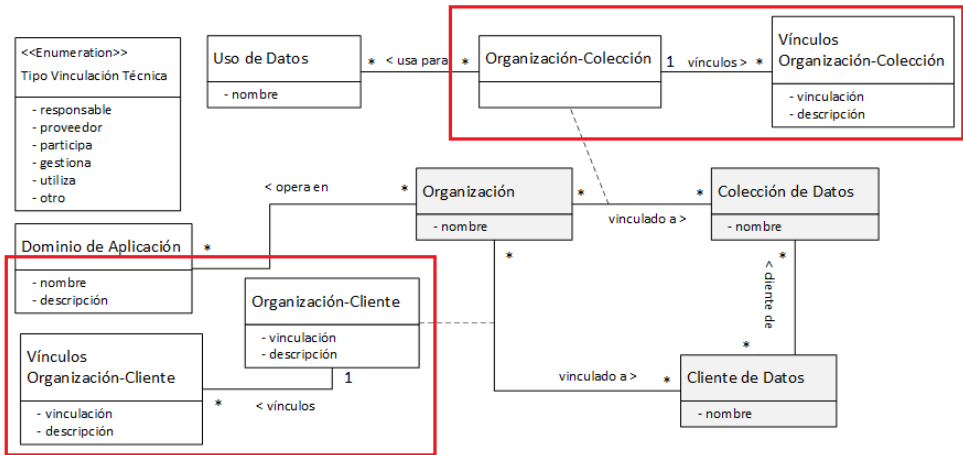 <<Enumeration>>
Tipo Vinculación Técnica
- responsable
- proveedor
- participa
- gestiona
- utiliza
- otro
Uso de Datos
- nombre
* < usa para *
Organización-Colección
1 vínculos > *
Vínculos
Organización-Colección
- vinculación
- descripción
Dominio de Aplicación
- nombre
- descripción
* < opera en *
Organización
- nombre
* vinculado a > *
Colección de Datos
- nombre
* < cliente de *
Organización-Cliente
- vinculación
- descripción
1
* < vínculos
Vínculos
Organización-Cliente
- vinculación
- descripción
* vinculado a > *
Cliente de Datos
- nombre